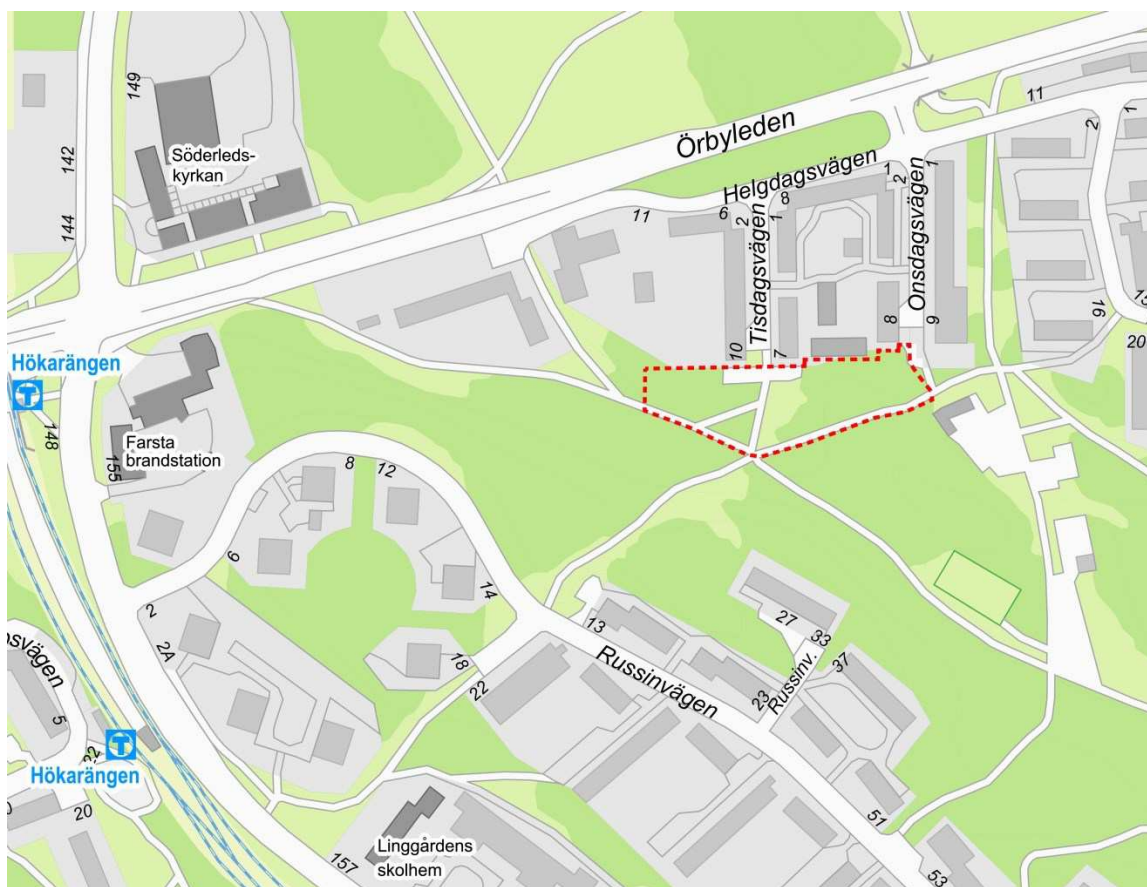 149
142
144
Söderleds-
kyrkan
Örbyleden
Helgdagsvägen
11
6
2
8
1
1
2
1
11
2
1
Tisdagsvägen
Onsdagsvägen
10
7
8
9
16
15
20
Hökarängen
T
148
155
Farsta
brandstation
8
12
6
14
2
2A
18
22
13
Russinvägen
27
33
Russinv.
37
23
5
22
T
Hökarängen
20
51
53
157
Linggårdens
skolhem